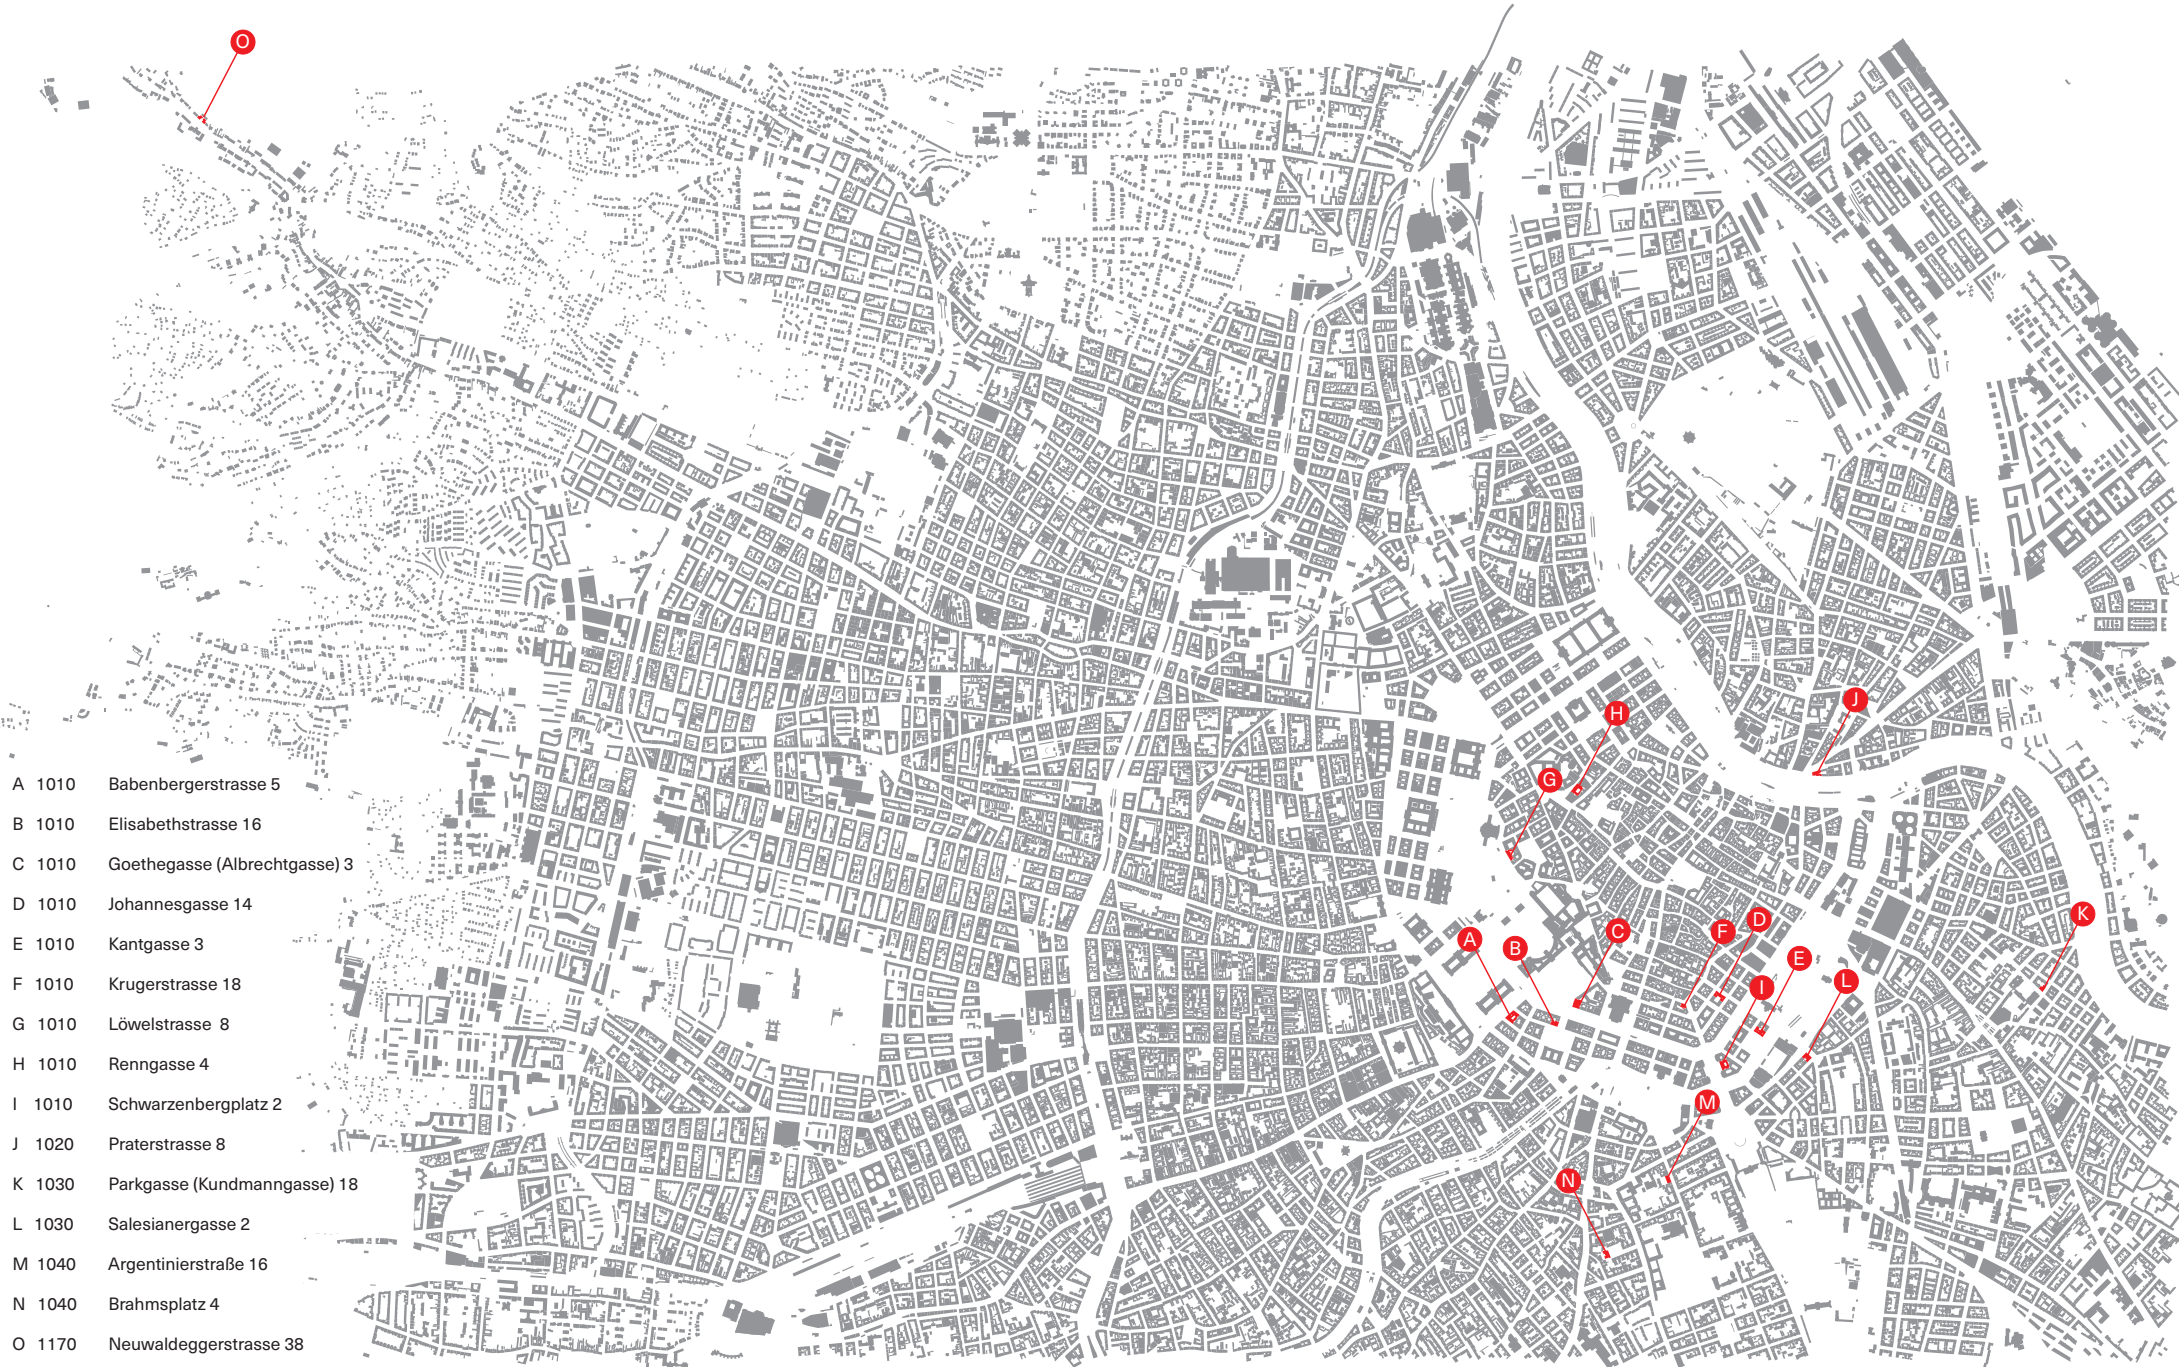 O
J
H
G
K
D
C
F
A
B
E
L
I
M
N
A 1010 Babenbergerstrasse 5
B 1010 Elisabethstrasse 16
C 1010 Goethegasse (Albrechtgasse) 3
D 1010 Johannesgasse 14
E 1010 Kantgasse 3
F 1010 Krugerstrasse 18
G 1010 Löwelstrasse 8
H 1010 Renngasse 4
I 1010 Schwarzenbergplatz 2
J 1020 Praterstrasse 8
K 1030 Parkgasse (Kundmanngasse) 18
L 1030 Salesianergasse 2
M 1040 Argentinierstraße 16
N 1040 Brahmsplatz 4
O 1170 Neuwaldeggerstrasse 38